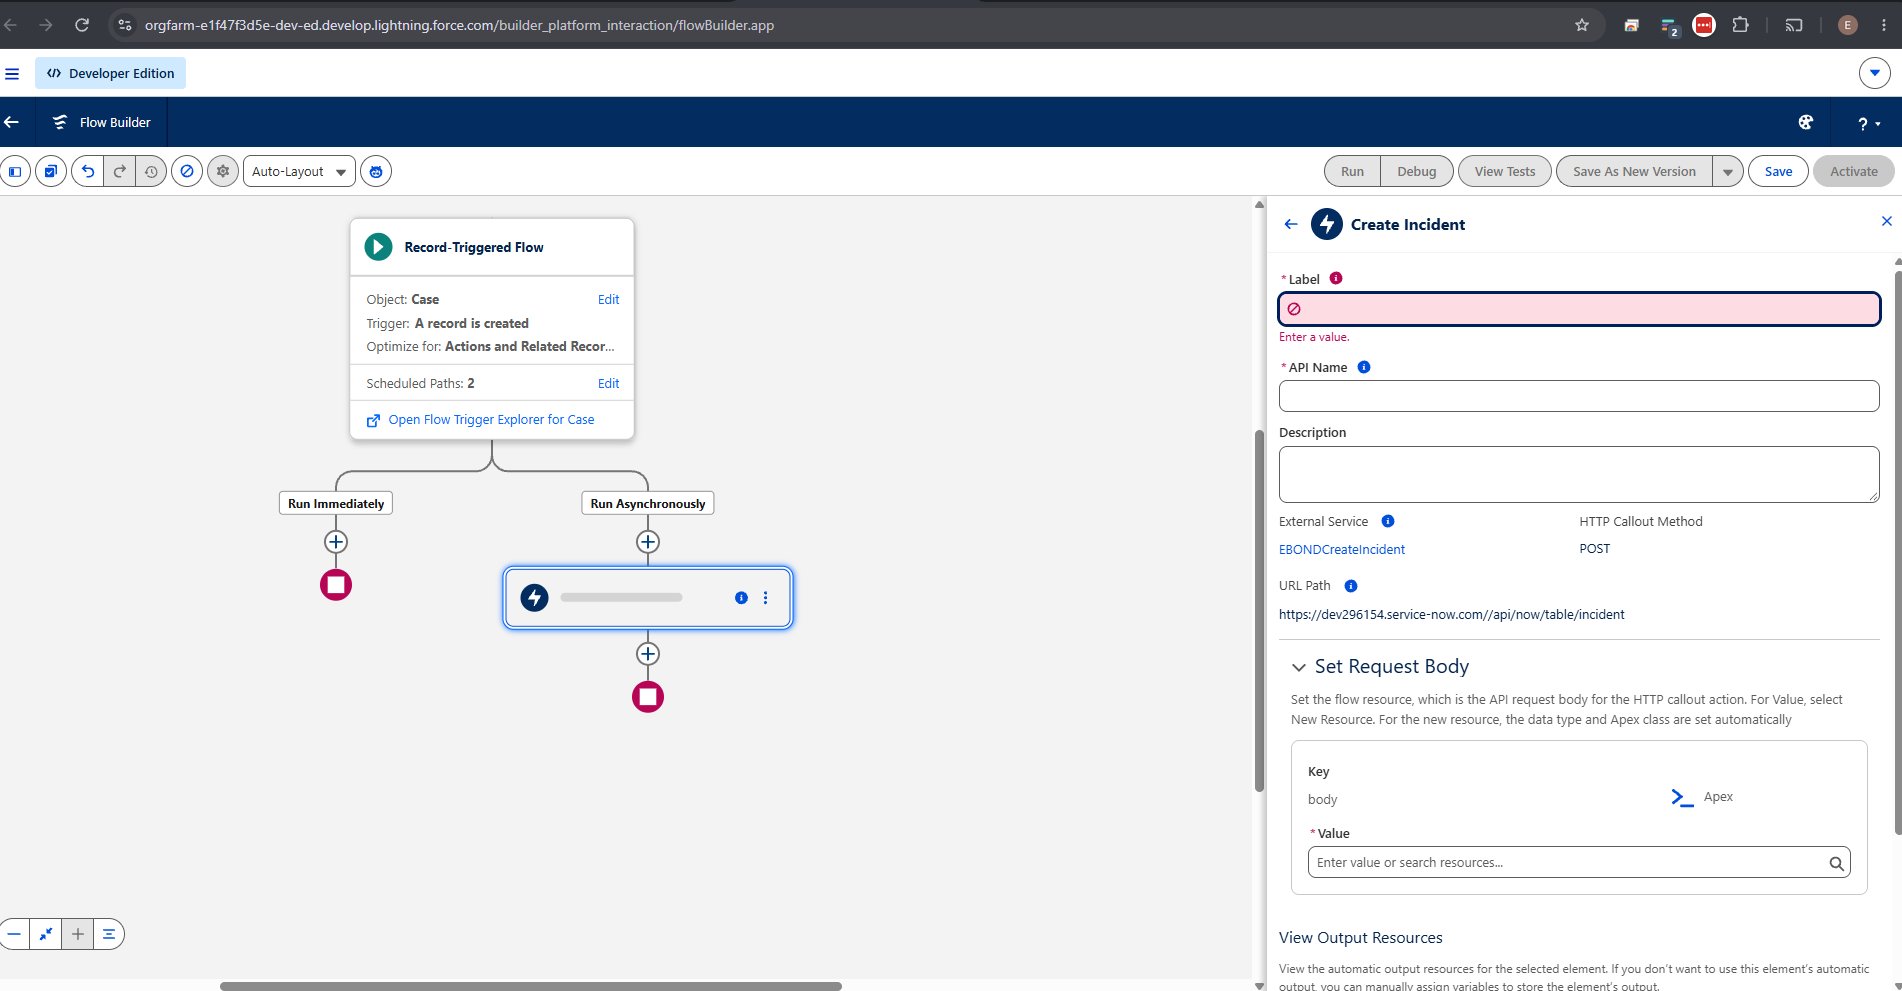 orgfarm-e1f47f3d5e-dev-ed.develop.lightning.force.com/builder_platform_interaction/flowBuilder.app
2
E
Developer Edition
Flow Builder
?
Auto-Layout
Run
Debug
View Tests
Save As New Version
Save
Activate
Record-Triggered Flow
Object: Case
Edit
Trigger: A record is created
Optimize for: Actions and Related Recor...
Scheduled Paths: 2
Edit
Open Flow Trigger Explorer for Case
Run Immediately
Run Asynchronously
Create Incident
* Label
Enter a value.
* API Name
Description
External Service
HTTP Callout Method
EBONDCreateIncident
POST
URL Path
https://dev296154.service-now.com//api/now/table/incident
Set Request Body
Set the flow resource, which is the API request body for the HTTP callout action. For Value, select
New Resource. For the new resource, the data type and Apex class are set automatically
Key
body
Apex
* Value
Enter value or search resources...
View Output Resources
View the automatic output resources for the selected element. If you don't want to use this element's automatic
output, you can manually assign variables to store the element's output.